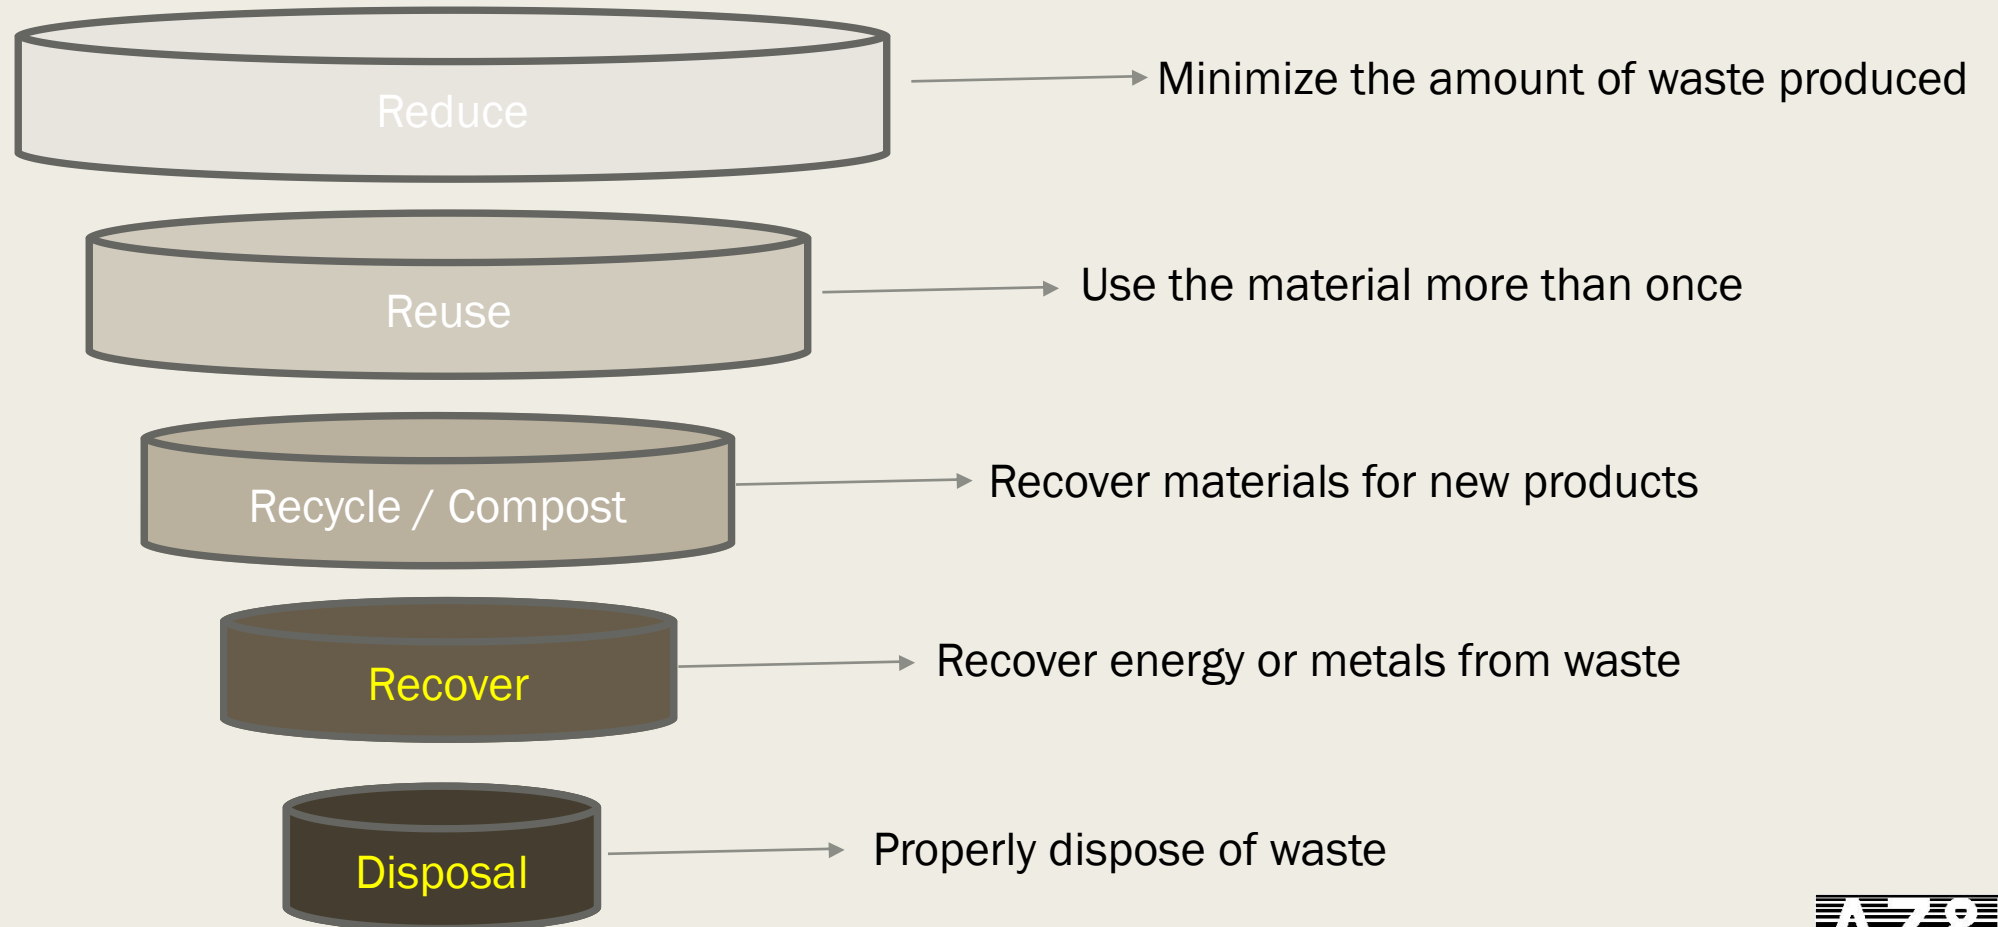 Reduce
Minimize the amount of waste produced
Reuse
Use the material more than once
Recycle / Compost
Recover materials for new products
Recover
Recover energy or metals from waste
Disposal
Properly dispose of waste